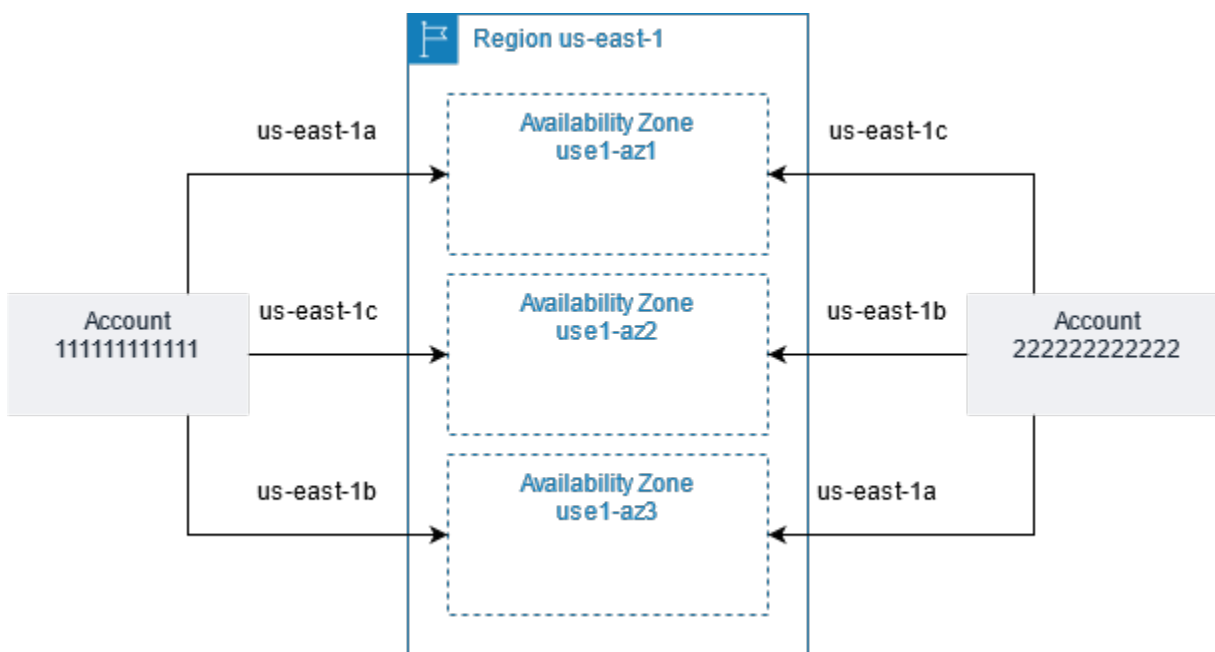 Region us-east-1
us-east-1a
Availability Zone
use1-az1
us-east-1c
Account
111111111111
us-east-1c
Availability Zone
use1-az2
us-east-1b
Account
222222222222
us-east-1b
Availability Zone
use1-az3
us-east-1a